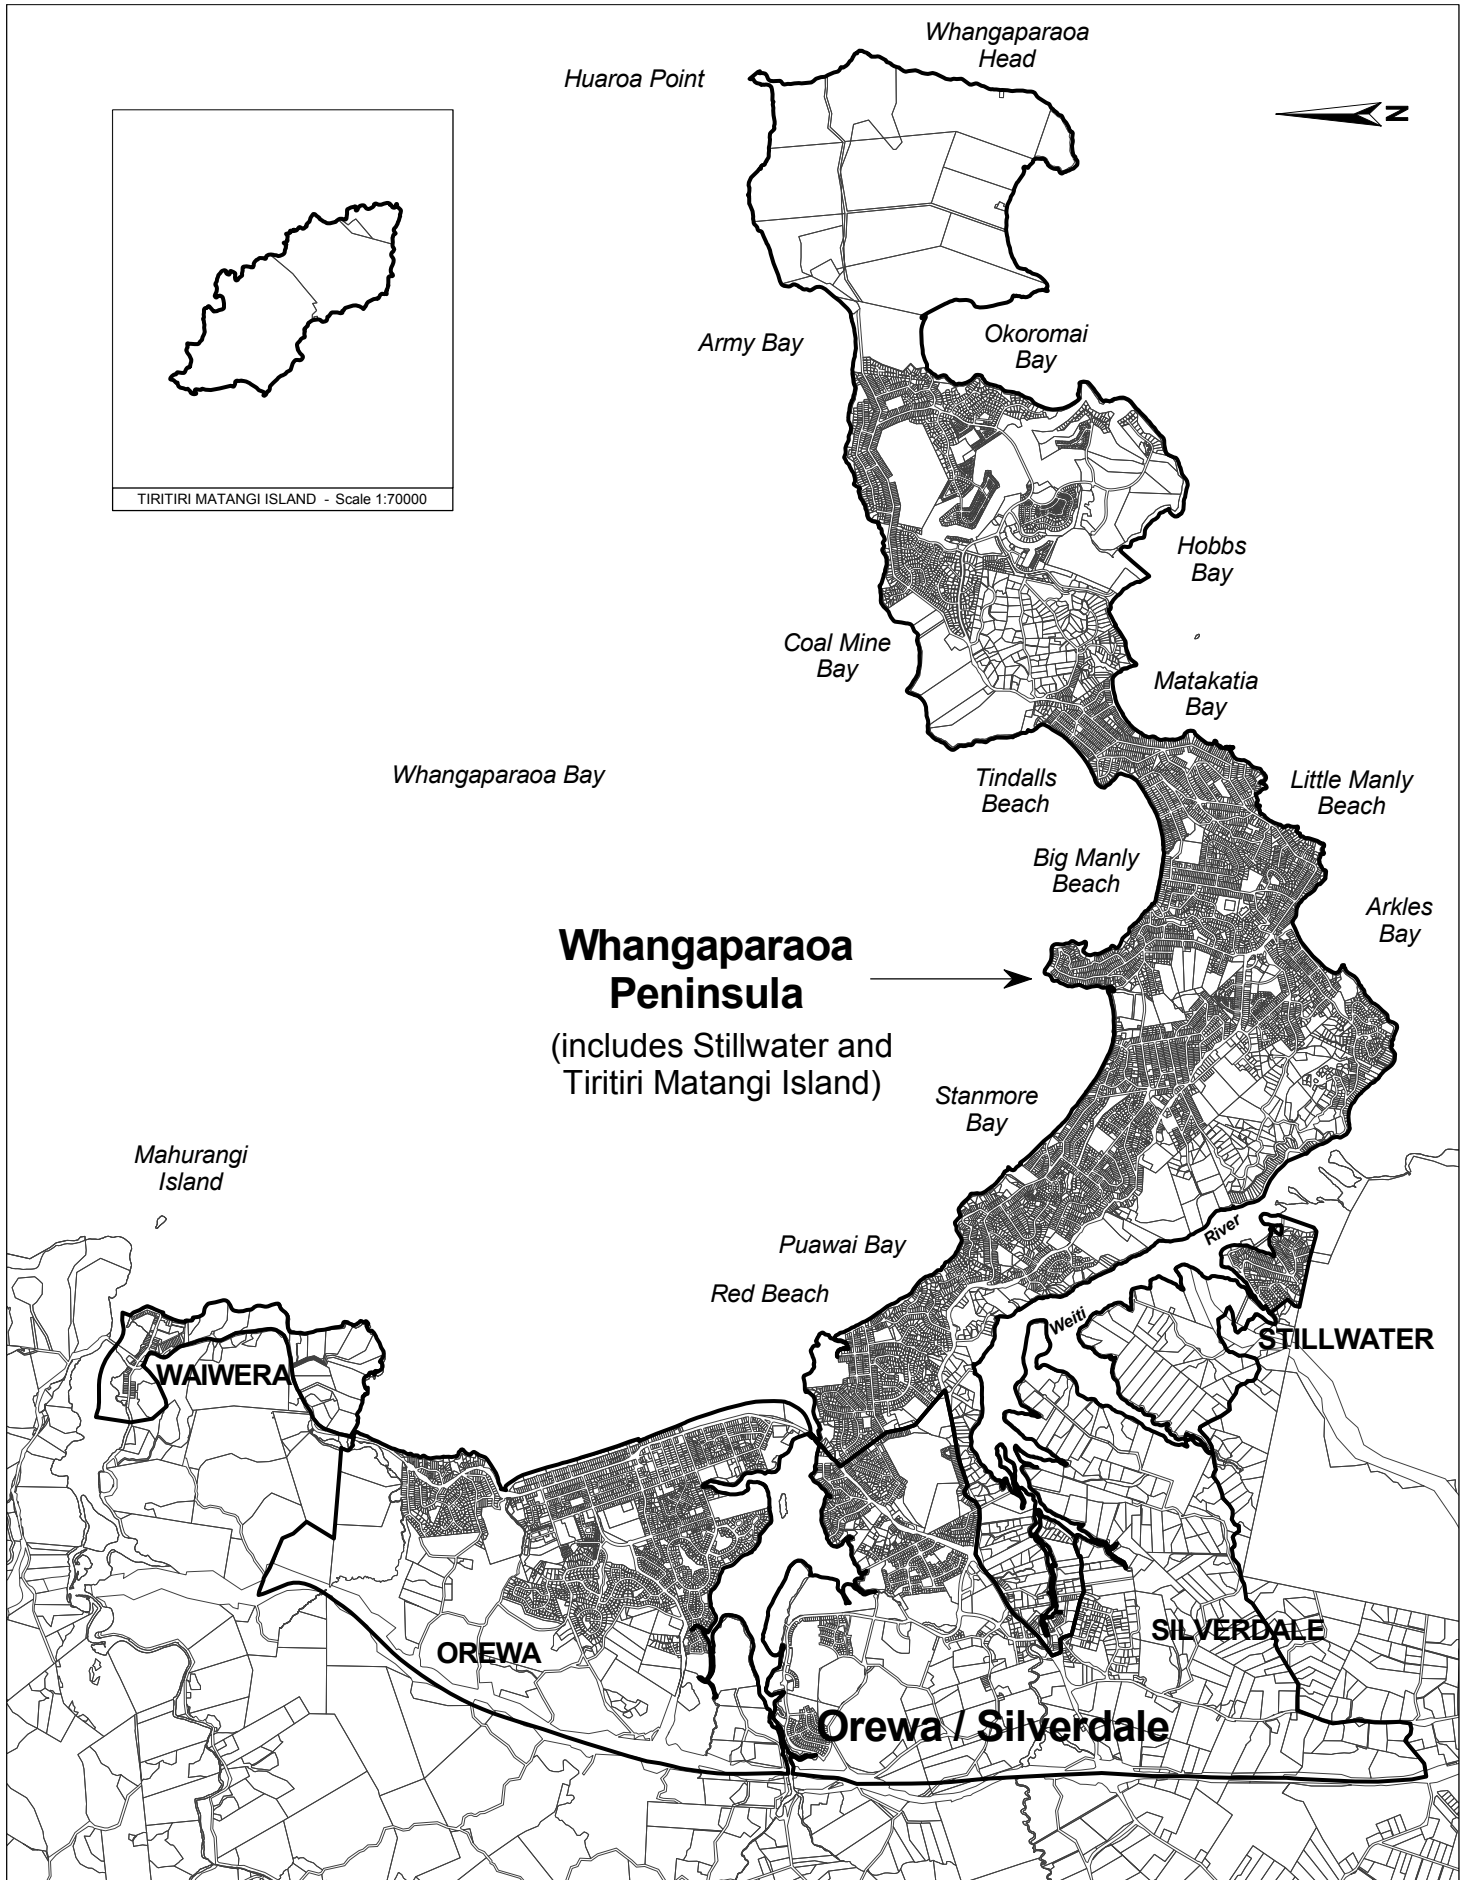 Whangaparaoa
Head
Huaroa Point
N
TIRITIRI MATANGI ISLAND - Scale 1:70000
Army Bay
Okoromai
Bay
Hobbs
Bay
Coal Mine
Bay
Matakatia
Bay
Whangaparaoa Bay
Tindalls
Beach
Little Manly
Beach
Big Manly
Beach
Arkles
Bay
Whangaparaoa
Peninsula
(includes Stillwater and
Tiritiri Matangi Island)
Stanmore
Bay
Mahurangi
Island
Puawai Bay
River
Red Beach
Weiti
STILLWATER
WAIWERA
OREWA
SILVERDALE
Orewa / Silverdale